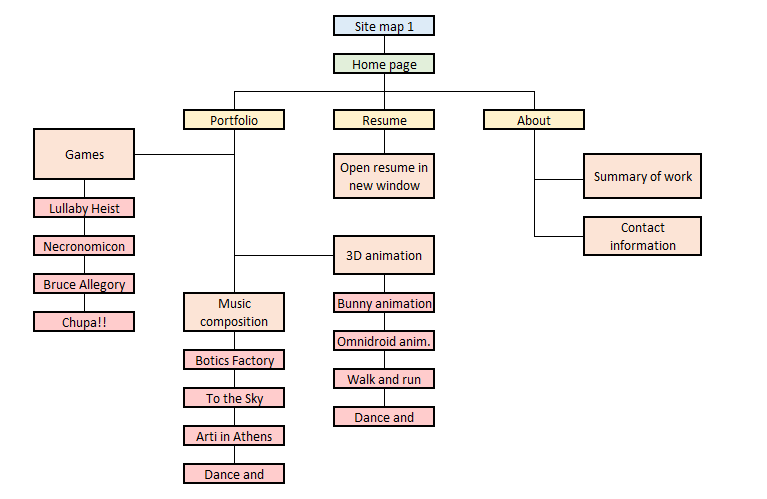 Site map 1
Home page
Portfolio
Resume
About
Games
Open resume in
new window
Summary of work
Lullaby Heist
Contact
information
Necronomicon
3D animation
Bruce Allegory
Music
composition
Bunny animation
Chupa!!
Omnidroid anim.
Botics Factory
Walk and run
To the Sky
Dance and
Arti in Athens
Dance and